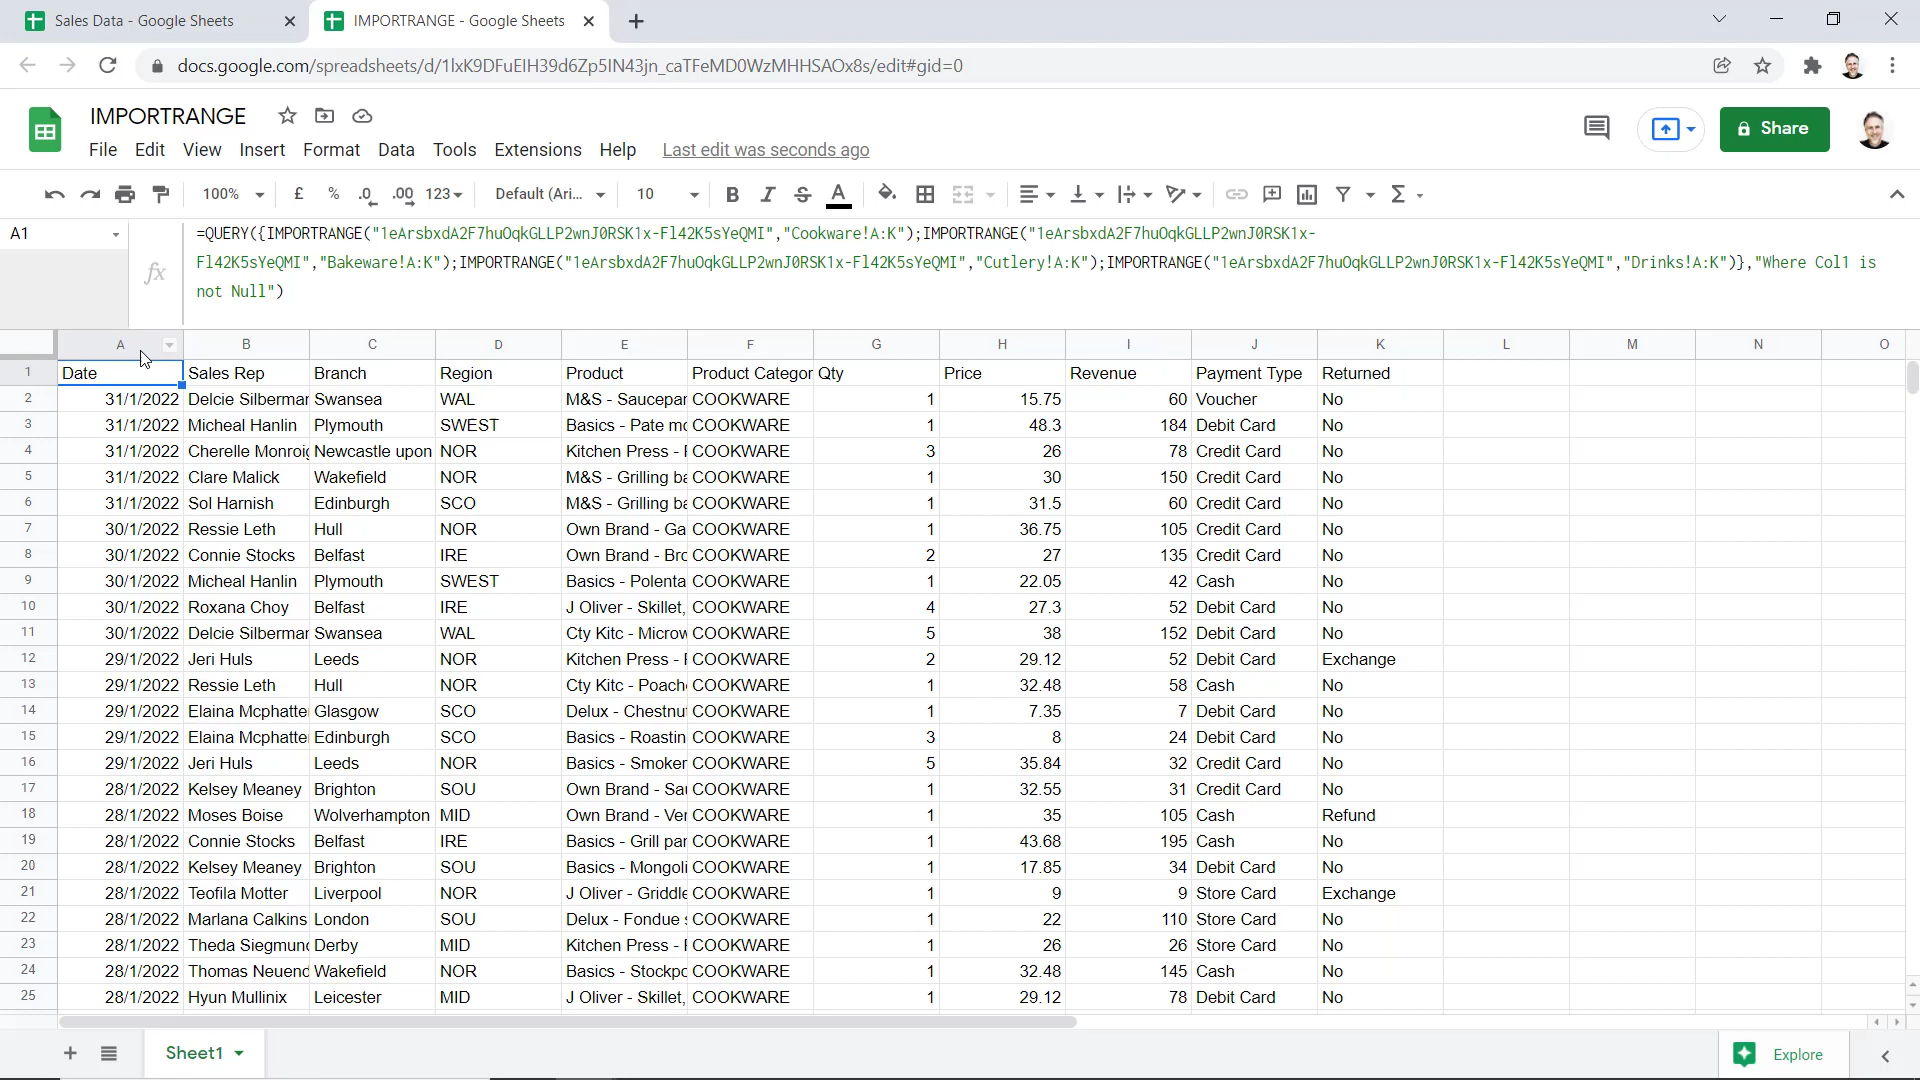 Sales Data - Google Sheets
IMPORTRANGE - Google Sheets
docs.google.com/spreadsheets/d/1lxK9DFuEIH39d6Zp5IN43jn_caTFeMD0WzMHHSAOx8s/edit#gid=0
IMPORTRANGE
File Edit View Insert Format Data Tools Extensions Help Last edit was seconds ago
Share
100% £ % .0 .00 123 Default (Ari... 10 B I S A Σ
A1
fx
=QUERY({IMPORTRANGE("1eArsbxdA2F7huOqkGLLP2wnJ0RSK1x-Fl42K5sYeQMI","Cookware!A:K");IMPORTRANGE("1eArsbxdA2F7huOqkGLLP2wnJ0RSK1x-
Fl42K5sYeQMI","Bakeware!A:K");IMPORTRANGE("1eArsbxdA2F7huOqkGLLP2wnJ0RSK1x-Fl42K5sYeQMI","Cutlery!A:K");IMPORTRANGE("1eArsbxdA2F7huOqkGLLP2wnJ0RSK1x-Fl42K5sYeQMI","Drinks!A:K")},"Where Col1 is
not Null")
A B C D E F G H I J K L M N O
1 Date Sales Rep Branch Region Product Product Categor Qty Price Revenue Payment Type Returned
2 31/1/2022 Delcie Silberman Swansea WAL M&S - Saucepar COOKWARE 1 15.75 60 Voucher No
3 31/1/2022 Micheal Hanlin Plymouth SWEST Basics - Pate mo COOKWARE 1 48.3 184 Debit Card No
4 31/1/2022 Cherelle Monroig Newcastle upon NOR Kitchen Press - COOKWARE 3 26 78 Credit Card No
5 31/1/2022 Clare Malick Wakefield NOR M&S - Grilling ba COOKWARE 1 30 150 Credit Card No
6 31/1/2022 Sol Harnish Edinburgh SCO M&S - Grilling ba COOKWARE 1 31.5 60 Credit Card No
7 30/1/2022 Ressie Leth Hull NOR Own Brand - Ga COOKWARE 1 36.75 105 Credit Card No
8 30/1/2022 Connie Stocks Belfast IRE Own Brand - Bro COOKWARE 2 27 135 Credit Card No
9 30/1/2022 Micheal Hanlin Plymouth SWEST Basics - Polenta COOKWARE 1 22.05 42 Cash No
10 30/1/2022 Roxana Choy Belfast IRE J Oliver - Skillet, COOKWARE 4 27.3 52 Debit Card No
11 30/1/2022 Delcie Silberman Swansea WAL Cty Kitc - Microw COOKWARE 5 38 152 Debit Card No
12 29/1/2022 Jeri Huls Leeds NOR Kitchen Press - COOKWARE 2 29.12 52 Debit Card Exchange
13 29/1/2022 Ressie Leth Hull NOR Cty Kitc - Poach COOKWARE 1 32.48 58 Cash No
14 29/1/2022 Elaina Mcphatte Glasgow SCO Delux - Chestnut COOKWARE 1 7.35 7 Debit Card No
15 29/1/2022 Elaina Mcphatte Edinburgh SCO Basics - Roastin COOKWARE 3 8 24 Debit Card No
16 29/1/2022 Jeri Huls Leeds NOR Basics - Smoker COOKWARE 5 35.84 32 Credit Card No
17 28/1/2022 Kelsey Meaney Brighton SOU Own Brand - Sau COOKWARE 1 32.55 31 Credit Card No
18 28/1/2022 Moses Boise Wolverhampton MID Own Brand - Ver COOKWARE 1 35 105 Cash Refund
19 28/1/2022 Connie Stocks Belfast IRE Basics - Grill par COOKWARE 1 43.68 195 Cash No
20 28/1/2022 Kelsey Meaney Brighton SOU Basics - Mongoli COOKWARE 1 17.85 34 Debit Card No
21 28/1/2022 Teofila Motter Liverpool NOR J Oliver - Griddle COOKWARE 1 9 9 Store Card Exchange
22 28/1/2022 Marlana Calkins London SOU Delux - Fondue COOKWARE 1 22 110 Store Card No
23 28/1/2022 Theda Siegmund Derby MID Kitchen Press - COOKWARE 1 26 26 Store Card No
24 28/1/2022 Thomas Neuend Wakefield NOR Basics - Stockpo COOKWARE 1 32.48 145 Cash No
25 28/1/2022 Hyun Mullinix Leicester MID J Oliver - Skillet, COOKWARE 1 29.12 78 Debit Card No
Sheet1
Explore